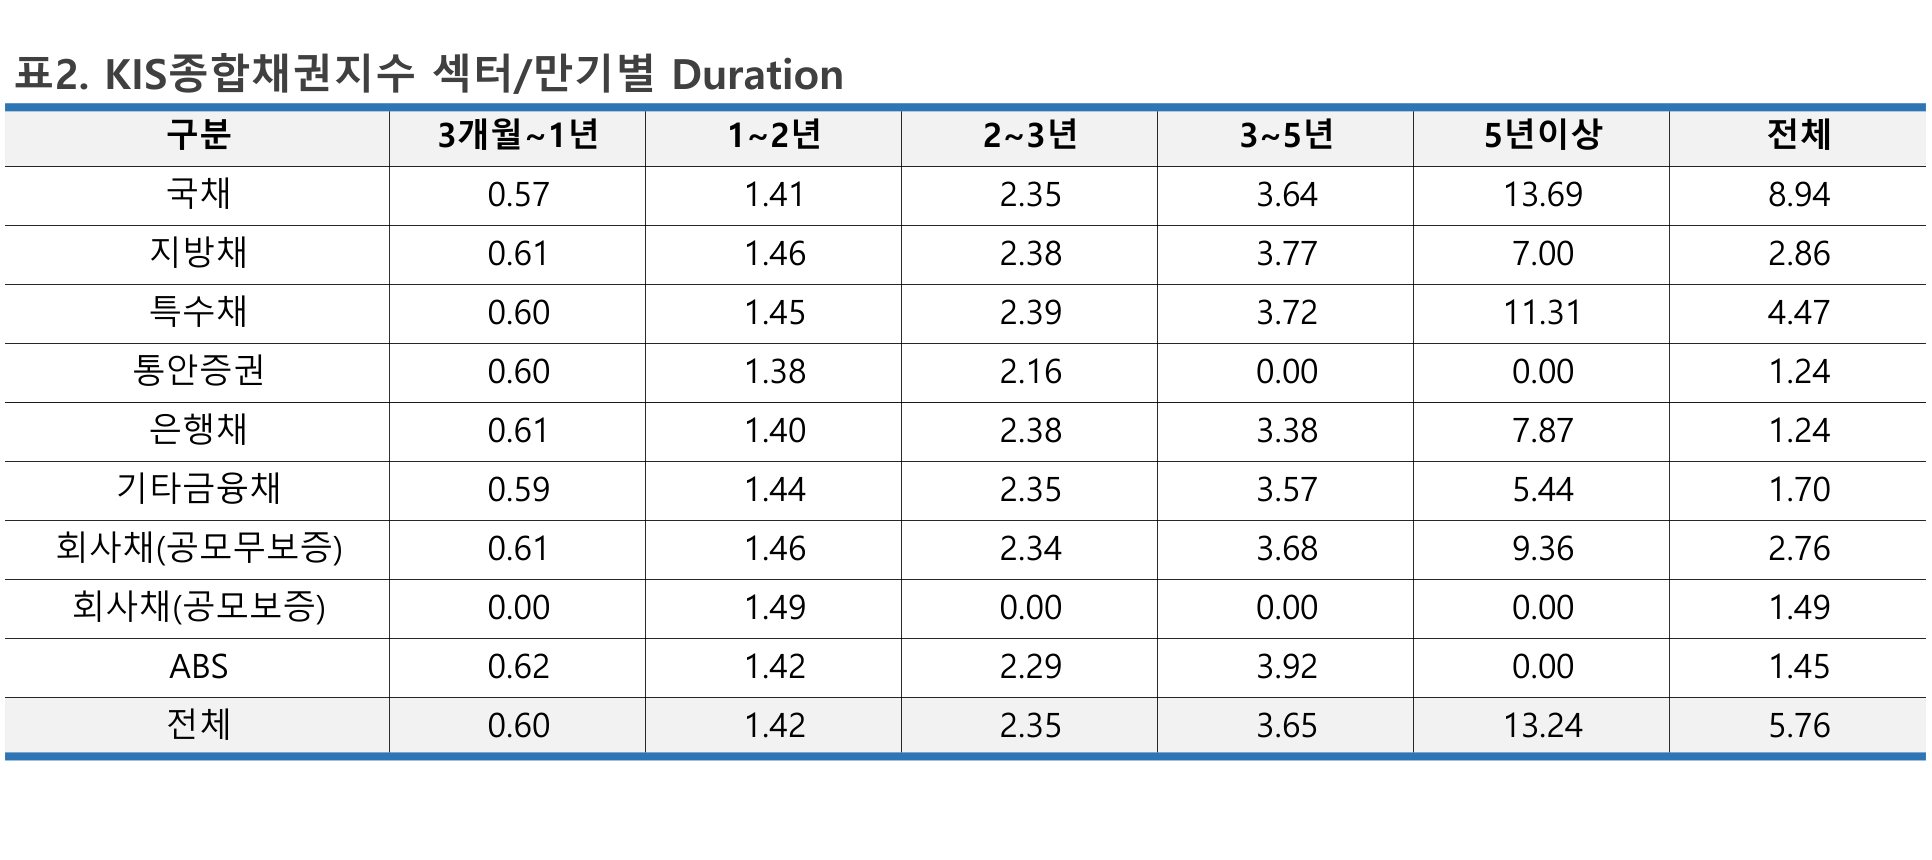 표2. KIS종합채권지수 섹터/만기별 Duration
구분 3개월~1년 1~2년 2~3년 3~5년 5년이상 전체
국채 0.57 1.41 2.35 3.64 13.69 8.94
지방채 0.61 1.46 2.38 3.77 7.00 2.86
특수채 0.60 1.45 2.39 3.72 11.31 4.47
통안증권 0.60 1.38 2.16 0.00 0.00 1.24
은행채 0.61 1.40 2.38 3.38 7.87 1.24
기타금융채 0.59 1.44 2.35 3.57 5.44 1.70
회사채(공모무보증) 0.61 1.46 2.34 3.68 9.36 2.76
회사채(공모보증) 0.00 1.49 0.00 0.00 0.00 1.49
ABS 0.62 1.42 2.29 3.92 0.00 1.45
전체 0.60 1.42 2.35 3.65 13.24 5.76